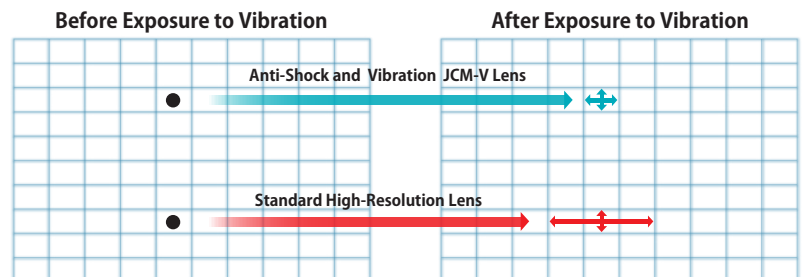 Before Exposure to Vibration
After Exposure to Vibration
Anti-Shock and Vibration JCM-V Lens
Standard High-Resolution Lens